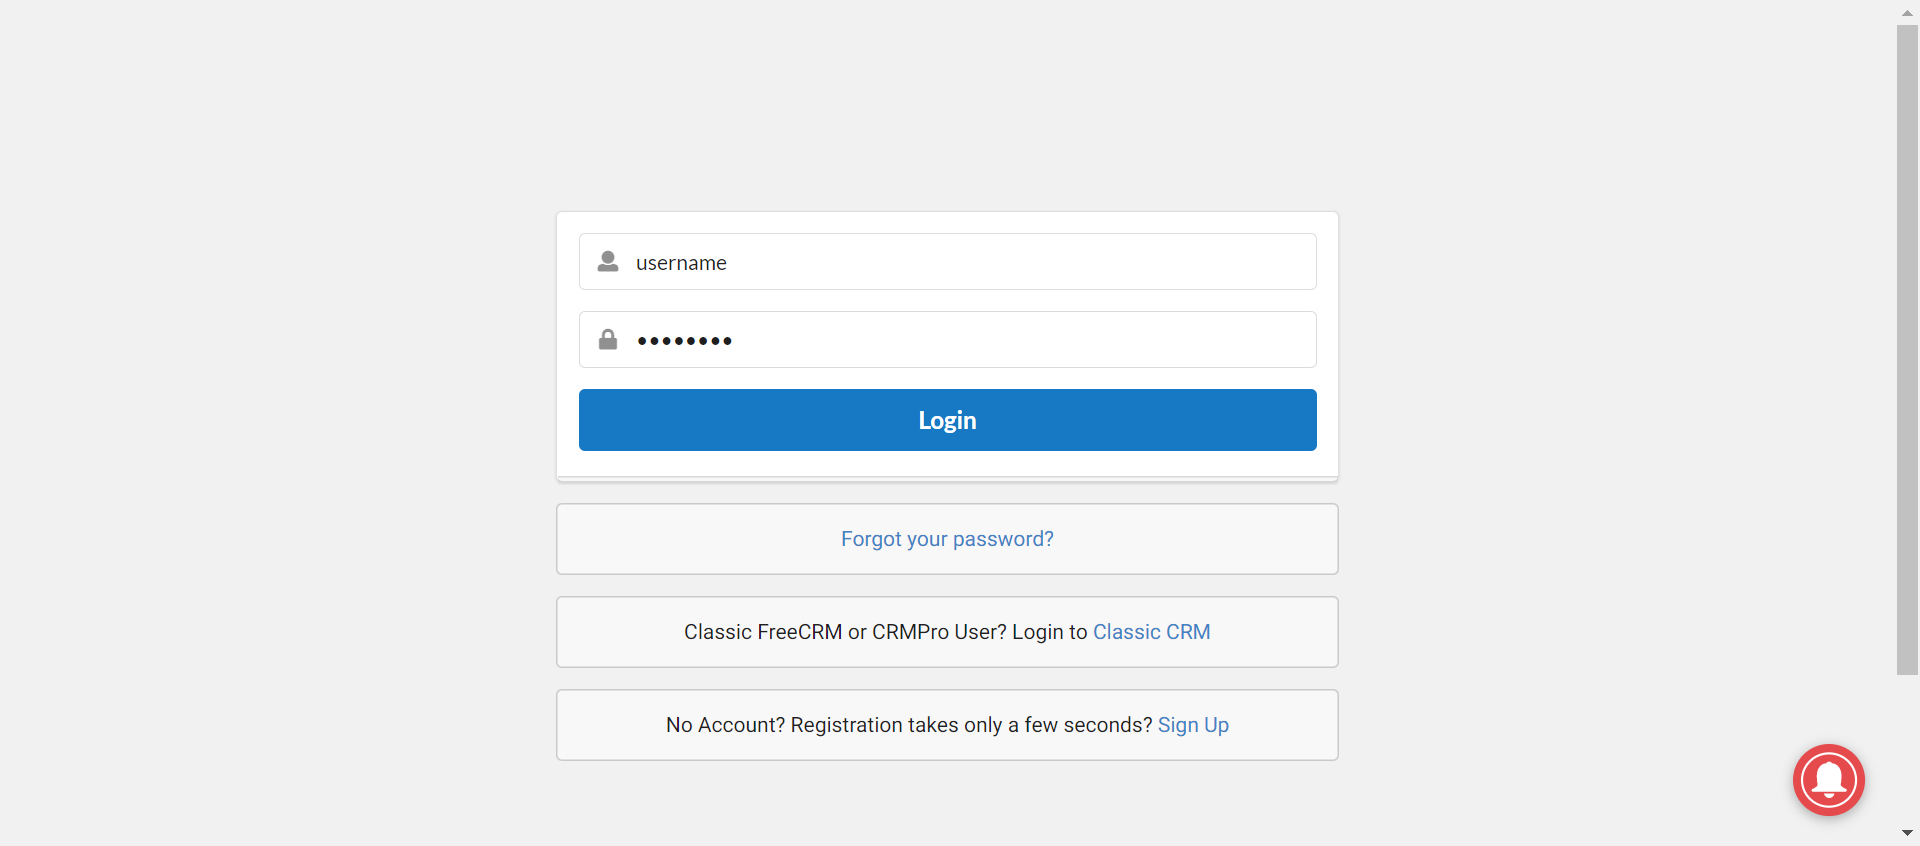 username
••••••••
Login
Forgot your password?
Classic FreeCRM or CRMPro User? Login to Classic CRM
No Account? Registration takes only a few seconds? Sign Up